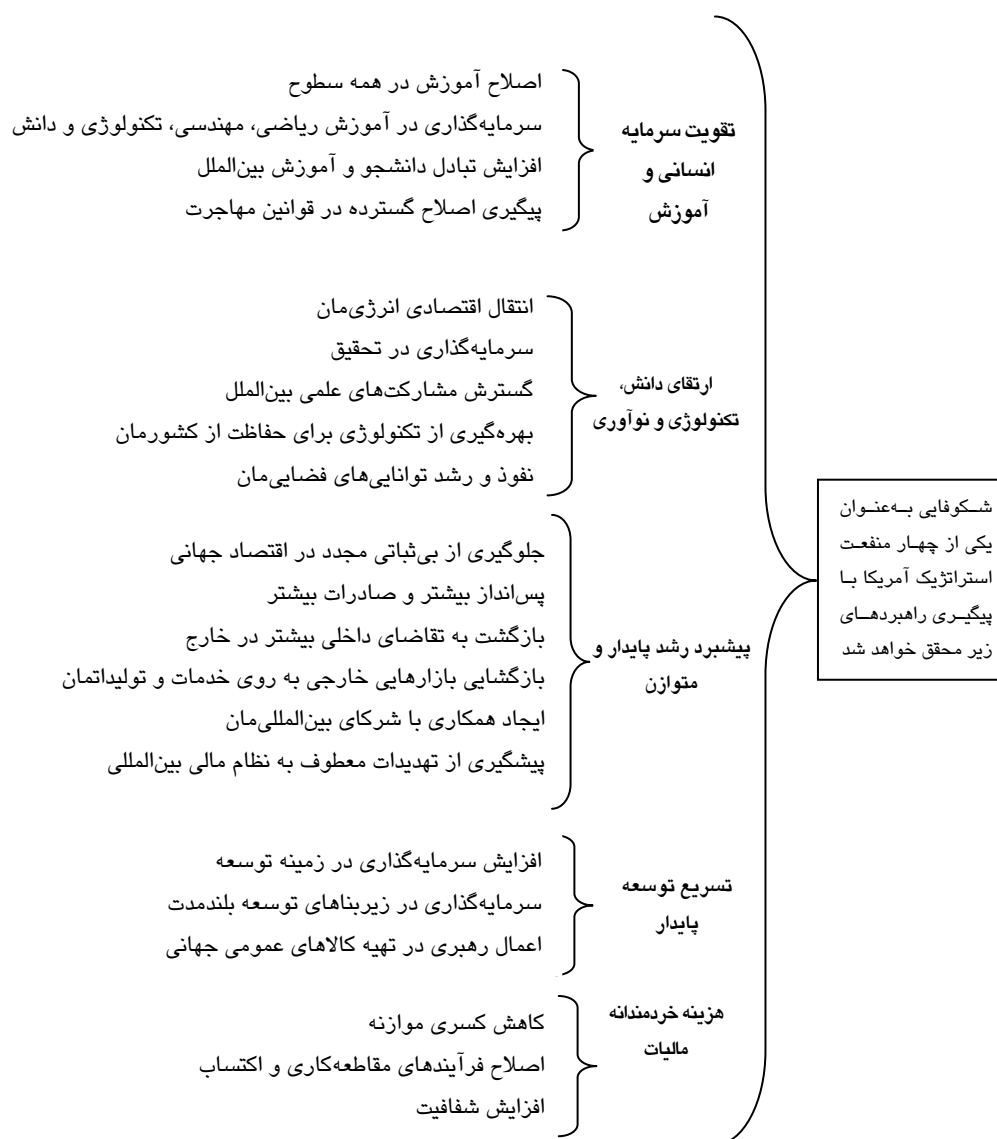 شکوفایی به‌عنوان
یکی از چهار منفعت
استراتژیک آمریکا با
پیگیری راهبردهای
زیر محقق خواهد شد
تقویت سرمایه
انسانی و
آموزش
اصلاح آموزش در همه سطوح
سرمایه‌گذاری در آموزش ریاضی، مهندسی، تکنولوژی و دانش
افزایش تبادل دانشجو و آموزش بین‌الملل
پیگیری اصلاح گسترده در قوانین مهاجرت
ارتقای دانش،
تکنولوژی و نوآوری
انتقال اقتصادی انرژی‌مان
سرمایه‌گذاری در تحقیق
گسترش مشارکت‌های علمی بین‌الملل
بهره‌گیری از تکنولوژی برای حفاظت از کشورمان
نفوذ و رشد توانایی‌های فضایی‌مان
پیشبرد رشد پایدار و
متوازن
جلوگیری از بی‌ثباتی مجدد در اقتصاد جهانی
پس‌انداز بیشتر و صادرات بیشتر
بازگشت به تقاضای داخلی بیشتر در خارج
بازگشایی بازارهایی خارجی به روی خدمات و تولیداتمان
ایجاد همکاری با شرکای بین‌المللی‌مان
پیشگیری از تهدیدات معطوف به نظام مالی بین‌المللی
تسریع توسعه
پایدار
افزایش سرمایه‌گذاری در زمینه توسعه
سرمایه‌گذاری در زیربناهای توسعه بلندمدت
اعمال رهبری در تهیه کالاهای عمومی جهانی
هزینه خردمندانه
مالیات
کاهش کسری موازنه
اصلاح فرآیندهای مقاطعه‌کاری و اکتساب
افزایش شفافیت